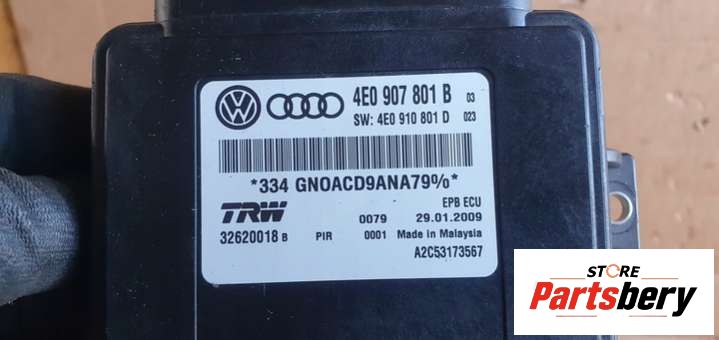 4E0 907 801 B 03
SW: 4E0 910 801 D 023
*334 GN0ACD9ANA79%*
EPB ECU
TRW 0079 29.01.2009
32620018 B PIR 0001 Made in Malaysia
A2C53173567
STORE
Partsbery